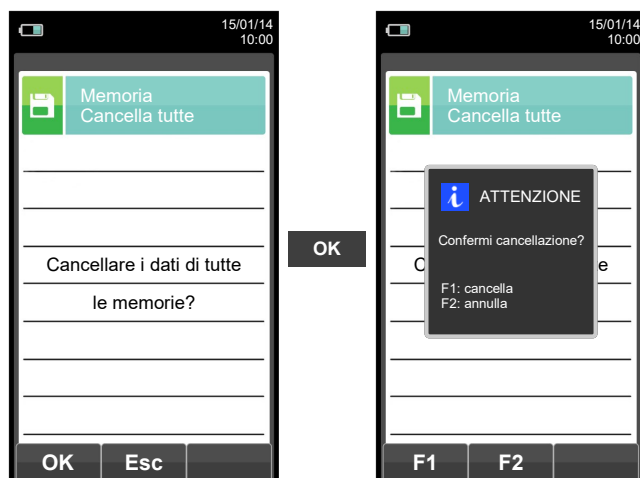 15/01/14
10:00
Memoria
Cancella tutte
Cancellare i dati di tutte
le memorie?
OK Esc
OK
15/01/14
10:00
Memoria
Cancella tutte
ATTENZIONE
Confermi cancellazione?
C e
F1: cancella
F2: annulla
F1 F2